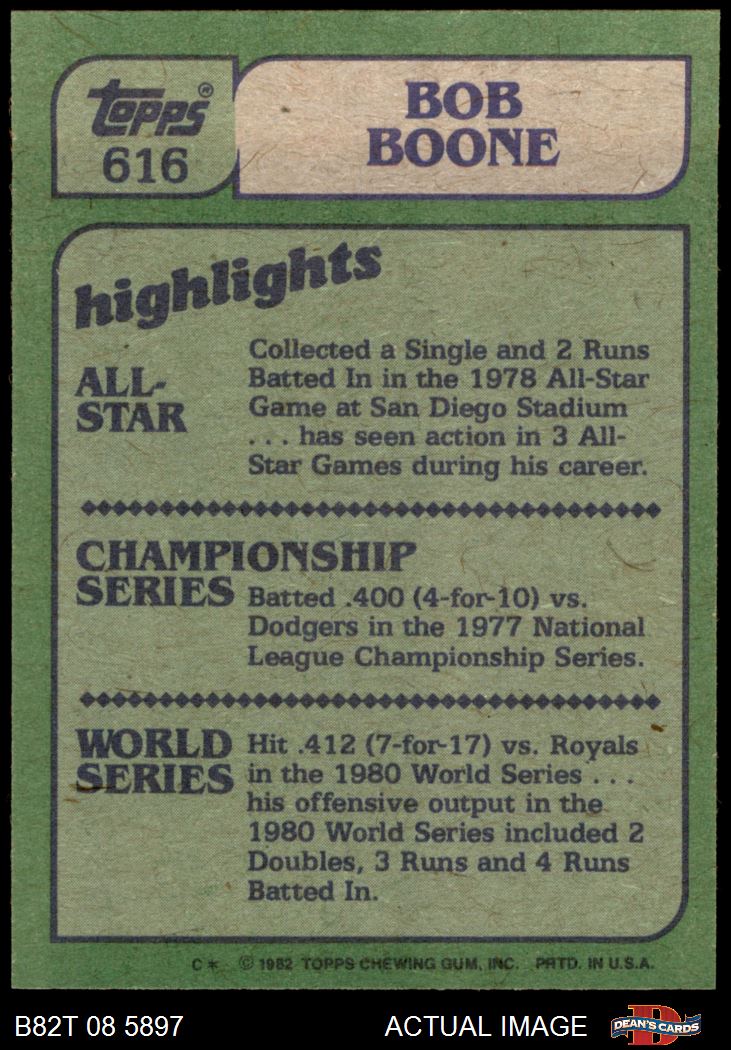 topps®
616
BOB
BOONE
highlights
ALL-
STAR
Collected a Single and 2 Runs
Batted In in the 1978 All-Star
Game at San Diego Stadium
. . . has seen action in 3 All-
Star Games during his career.
CHAMPIONSHIP
SERIES
Batted .400 (4-for-10) vs.
Dodgers in the 1977 National
League Championship Series.
WORLD
SERIES
Hit .412 (7-for-17) vs. Royals
in the 1980 World Series . . .
his offensive output in the
1980 World Series included 2
Doubles, 3 Runs and 4 Runs
Batted In.
C* © 1982 TOPPS CHEWING GUM, INC. PRTD. IN U.S.A.
B82T 08 5897
ACTUAL IMAGE
D
DEAN'S CARDS